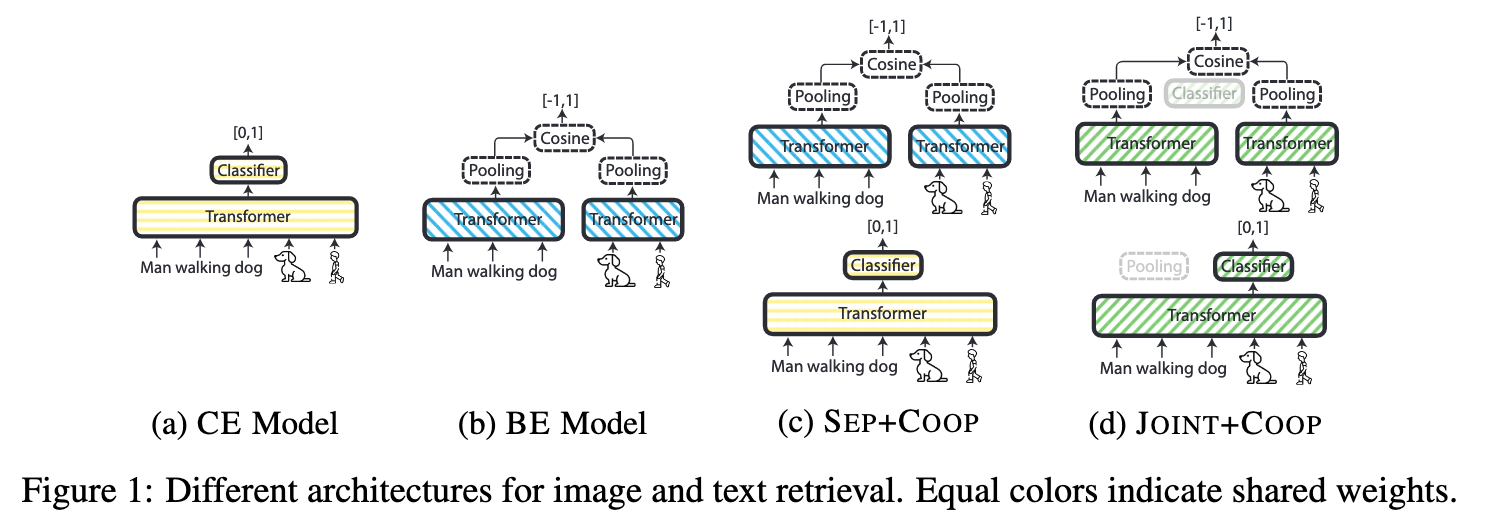 [0,1]
Classifier
Transformer
Man walking dog
(a) CE Model
[-1,1]
Cosine
Pooling
Pooling
Transformer
Transformer
Man walking dog
(b) BE Model
[-1,1]
Cosine
Pooling
Pooling
Transformer
Transformer
Man walking dog
[0,1]
Classifier
Transformer
Man walking dog
(c) SEP+COOP
[-1,1]
Cosine
Pooling
Classifier
Pooling
Transformer
Transformer
Man walking dog
[0,1]
Pooling
Classifier
Transformer
Man walking dog
(d) JOINT+COOP
Figure 1: Different architectures for image and text retrieval. Equal colors indicate shared weights.